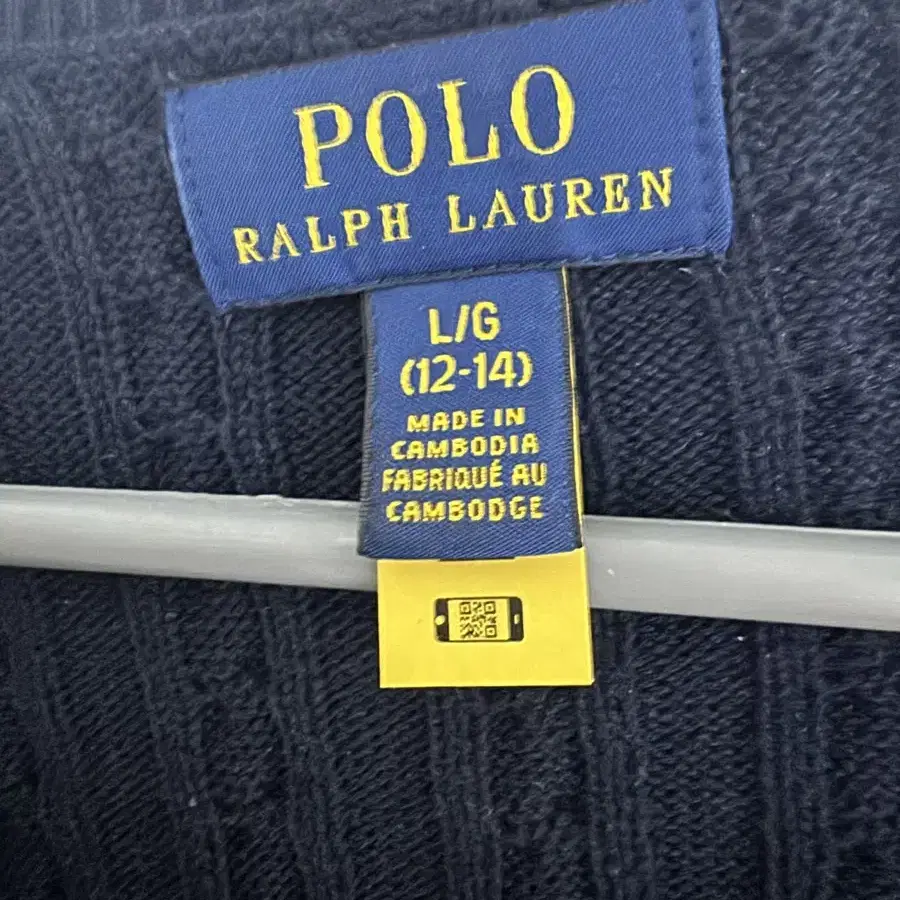 POLO
RALPH LAUREN
L/G
(12-14)
MADE IN
CAMBODIA
FABRIQUÉ AU
CAMBODGE